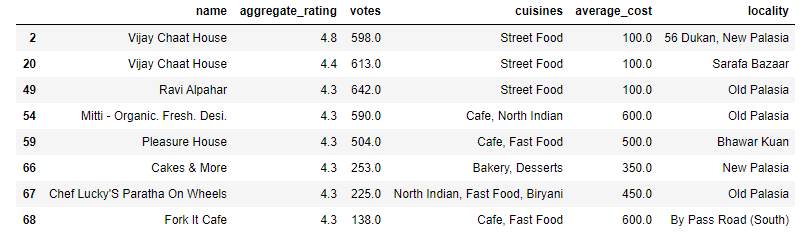 name aggregate_rating votes cuisines average_cost locality
2 Vijay Chaat House 4.8 598.0 Street Food 100.0 56 Dukan, New Palasia
20 Vijay Chaat House 4.4 613.0 Street Food 100.0 Sarafa Bazaar
49 Ravi Alpahar 4.3 642.0 Street Food 100.0 Old Palasia
54 Mitti - Organic. Fresh. Desi. 4.3 590.0 Cafe, North Indian 600.0 Old Palasia
59 Pleasure House 4.3 504.0 Cafe, Fast Food 500.0 Bhawar Kuan
66 Cakes & More 4.3 253.0 Bakery, Desserts 350.0 New Palasia
67 Chef Lucky'S Paratha On Wheels 4.3 225.0 North Indian, Fast Food, Biryani 450.0 Old Palasia
68 Fork It Cafe 4.3 138.0 Cafe, Fast Food 600.0 By Pass Road (South)